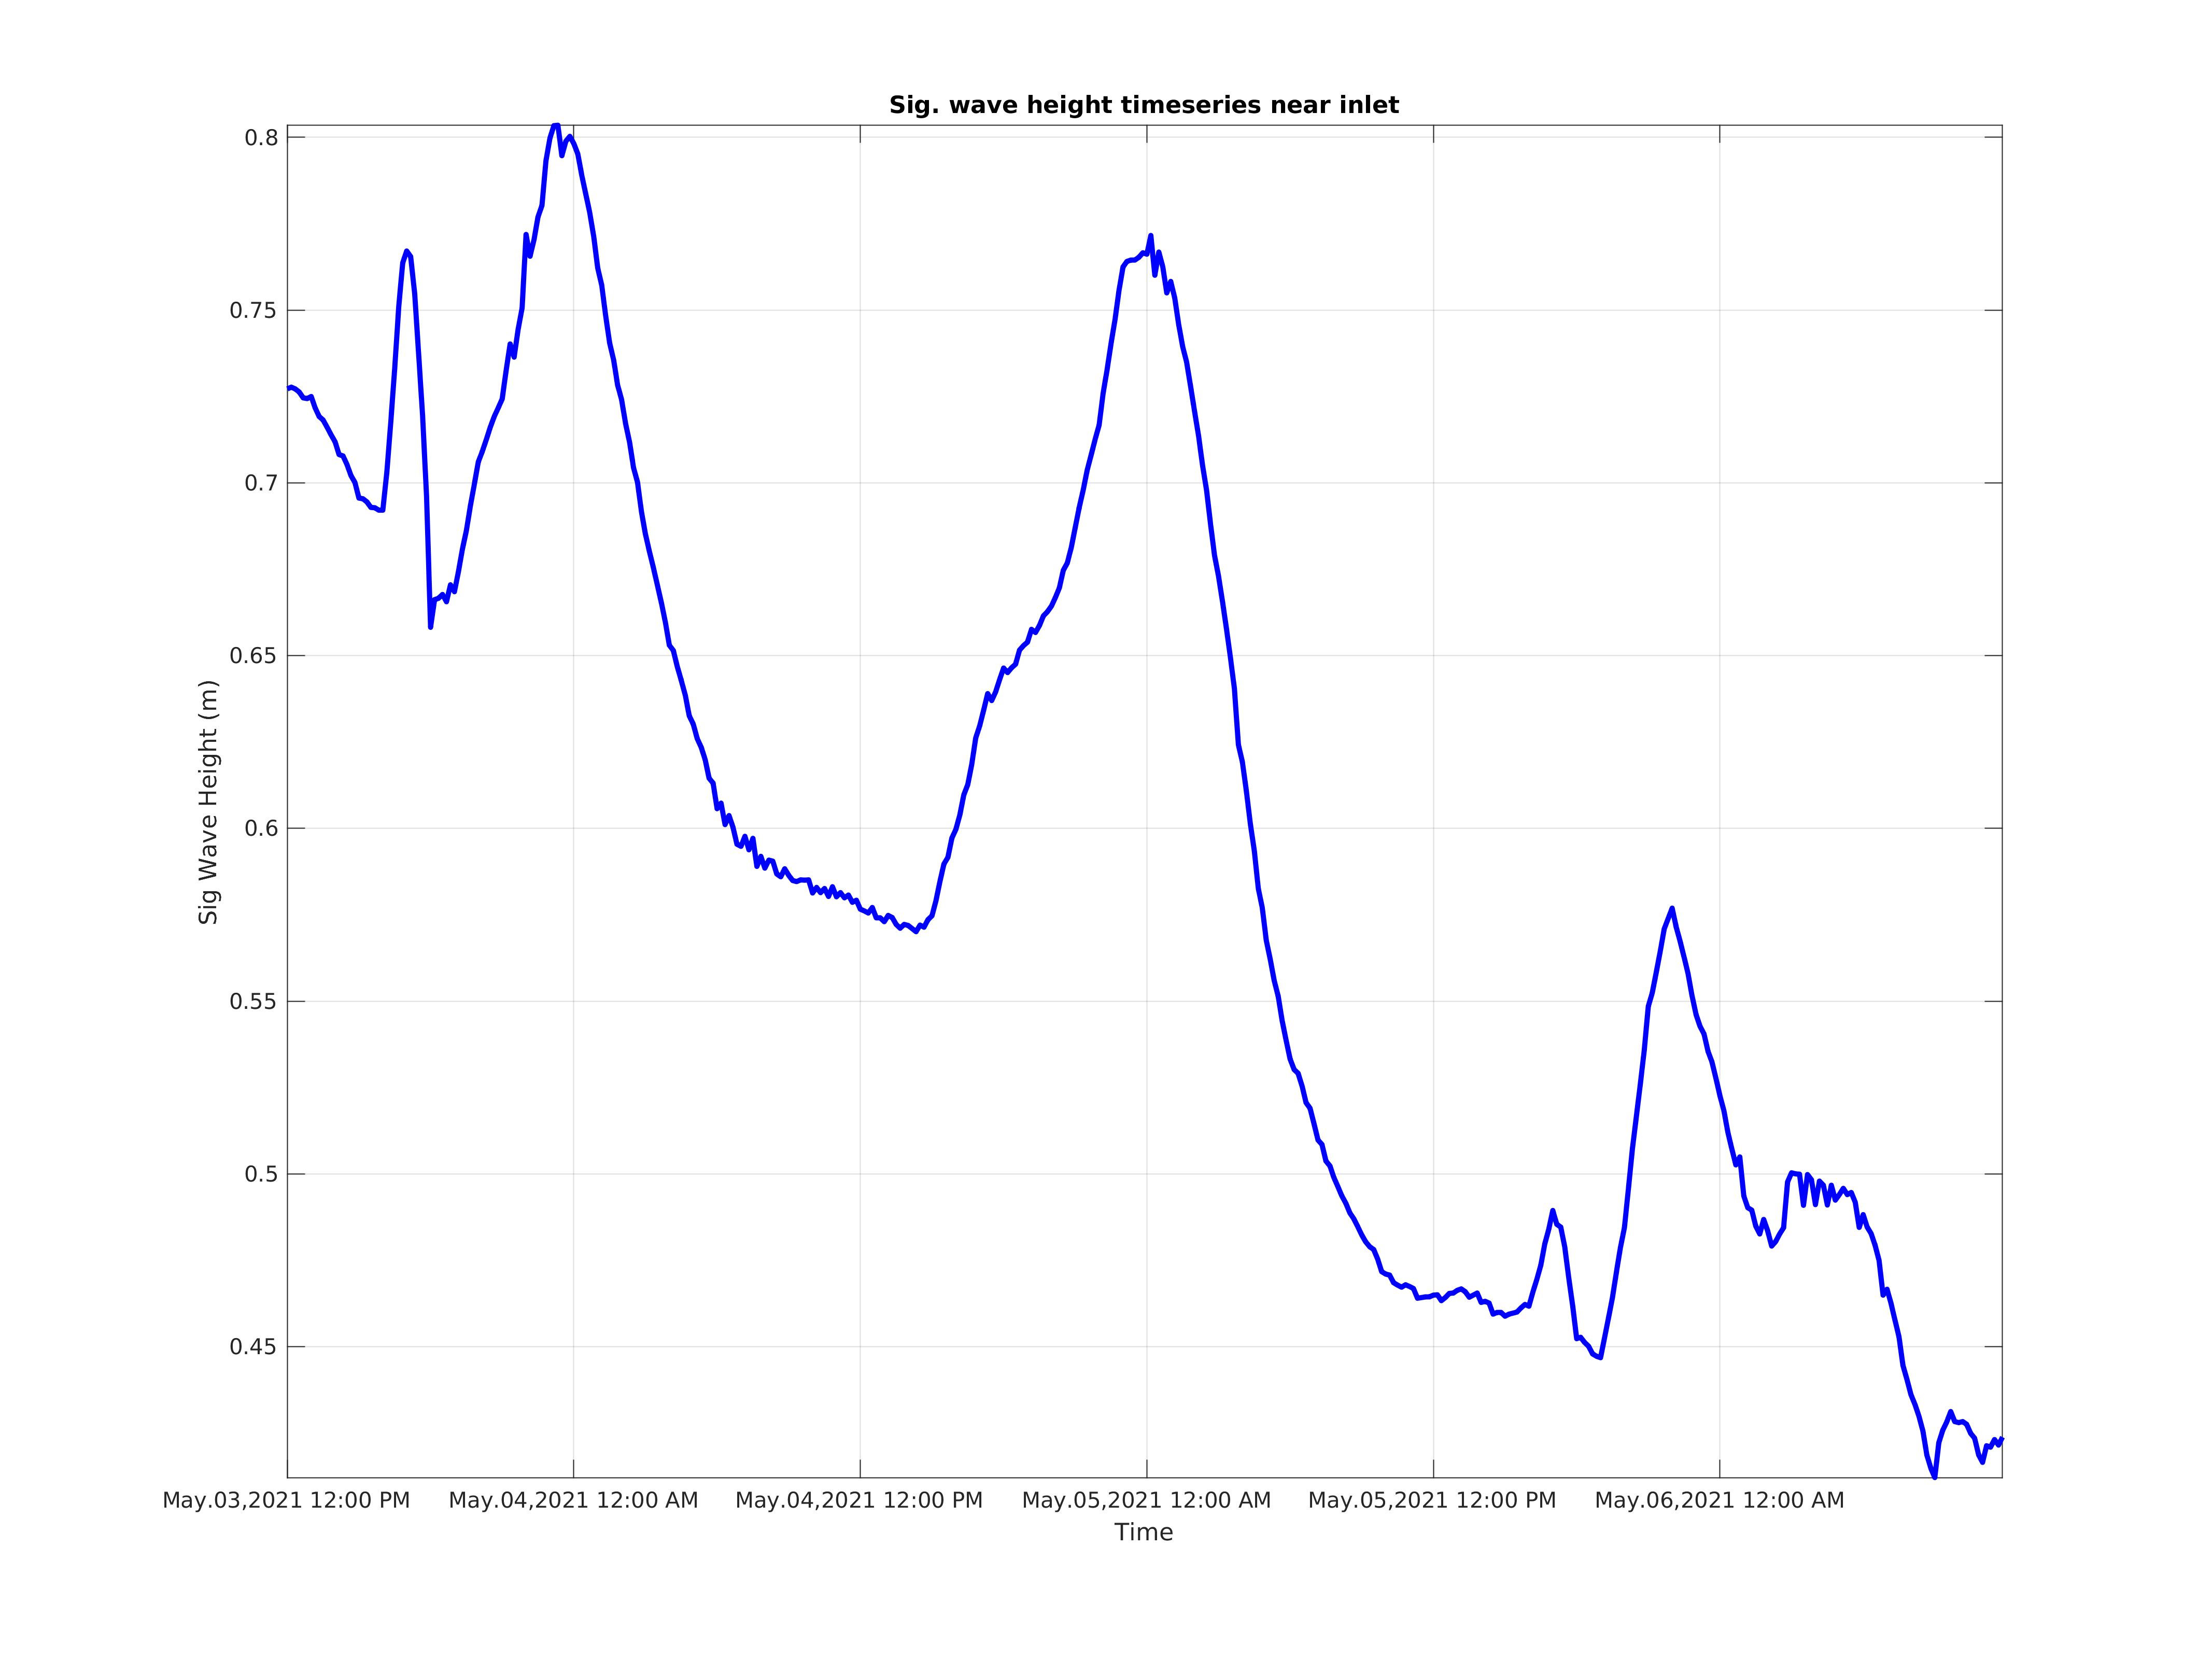 Sig. wave height timeseries near inlet
0.8
0.75
0.7
0.65
0.6
0.55
0.5
0.45
Sig Wave Height (m)
May.03,2021 12:00 PM May.04,2021 12:00 AM May.04,2021 12:00 PM May.05,2021 12:00 AM May.05,2021 12:00 PM May.06,2021 12:00 AM
Time